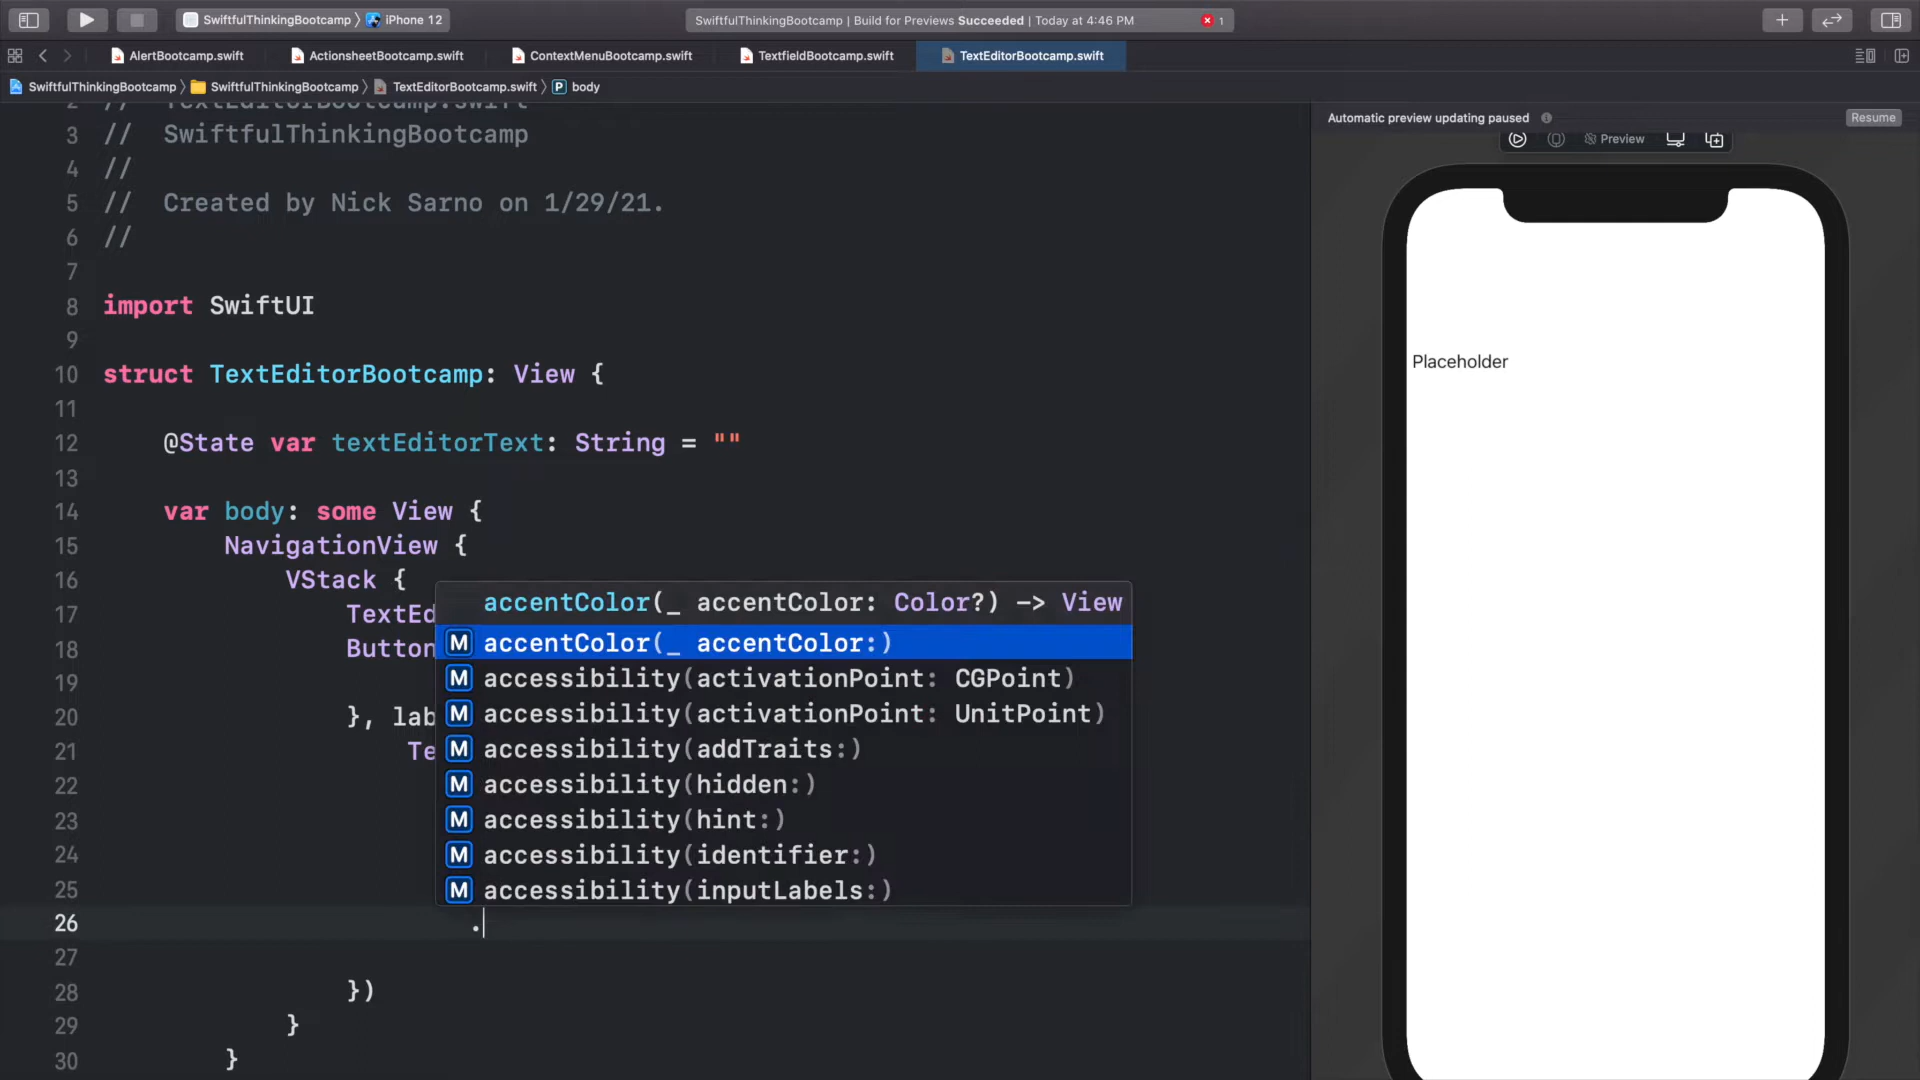 SwiftfulThinkingBootcamp 〉 iPhone 12
SwiftfulThinkingBootcamp | Build for Previews Succeeded | Today at 4:46 PM
1
AlertBootcamp.swift
ActionsheetBootcamp.swift
ContextMenuBootcamp.swift
TextfieldBootcamp.swift
TextEditorBootcamp.swift
SwiftfulThinkingBootcamp 〉 SwiftfulThinkingBootcamp 〉 TextEditorBootcamp.swift 〉 P body
2 // TextEditorBootcamp.swift
3 // SwiftfulThinkingBootcamp
4 //
5 // Created by Nick Sarno on 1/29/21.
6 //
7
8 import SwiftUI
9
10 struct TextEditorBootcamp: View {
11
12 @State var textEditorText: String = ""
13
14 var body: some View {
15 NavigationView {
16 VStack {
17 TextEd
18 Button
19
20 }, lab
21 Te
22
23
24
25
26 .
27
28 })
29 }
30 }
accentColor(_ accentColor: Color?) -> View
M accentColor(_ accentColor:)
M accessibility(activationPoint: CGPoint)
M accessibility(activationPoint: UnitPoint)
M accessibility(addTraits:)
M accessibility(hidden:)
M accessibility(hint:)
M accessibility(identifier:)
M accessibility(inputLabels:)
Automatic preview updating paused
Resume
Preview
Placeholder